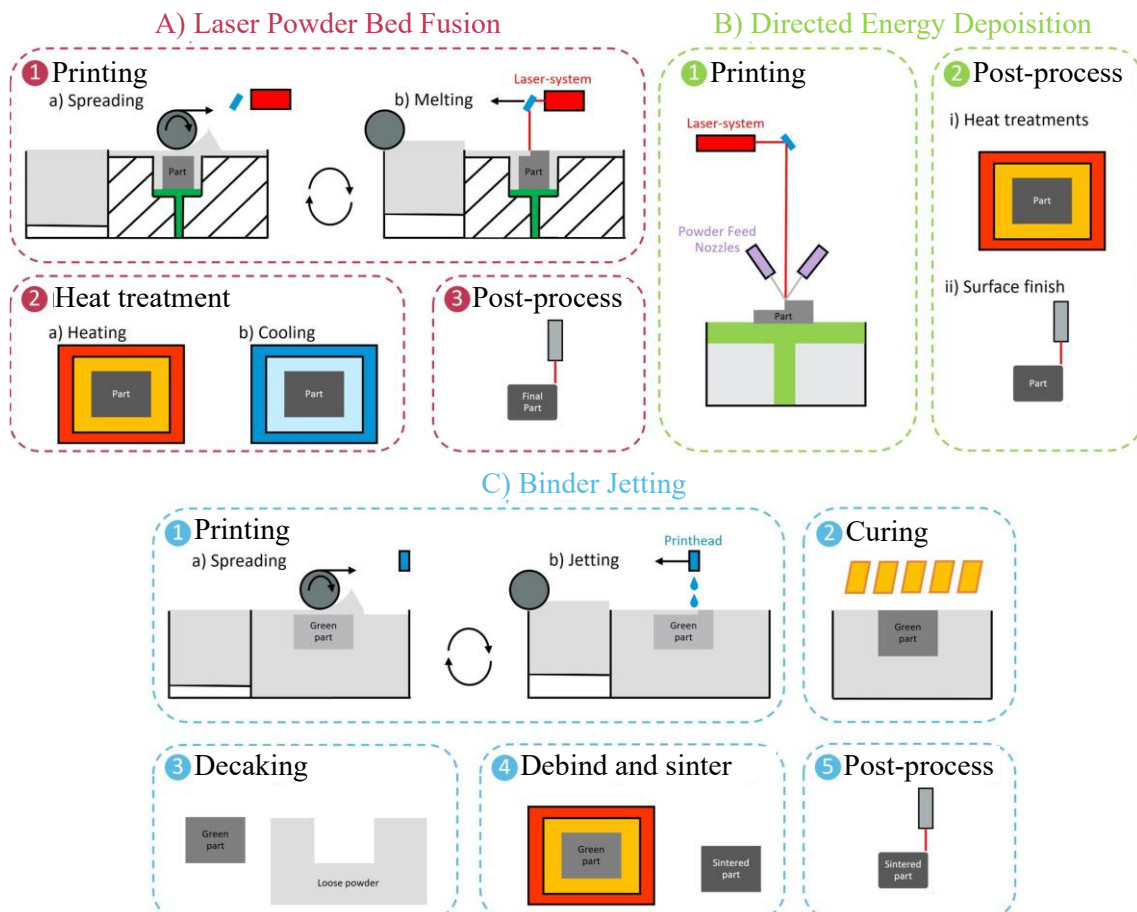 A) Laser Powder Bed Fusion
1 Printing
a) Spreading
Part
b) Melting
Laser-system
Part
2 Heat treatment
a) Heating
Part
b) Cooling
Part
3 Post-process
Final
Part
B) Directed Energy Depoisition
1 Printing
Laser-system
Powder Feed
Nozzles
Part
2 Post-process
i) Heat treatments
Part
ii) Surface finish
Part
C) Binder Jetting
1 Printing
a) Spreading
Green
part
b) Jetting
Printhead
Green
part
2 Curing
Green
part
3 Decaking
Green
part
Loose powder
4 Debind and sinter
Green
part
Sintered
part
5 Post-process
Sintered
part